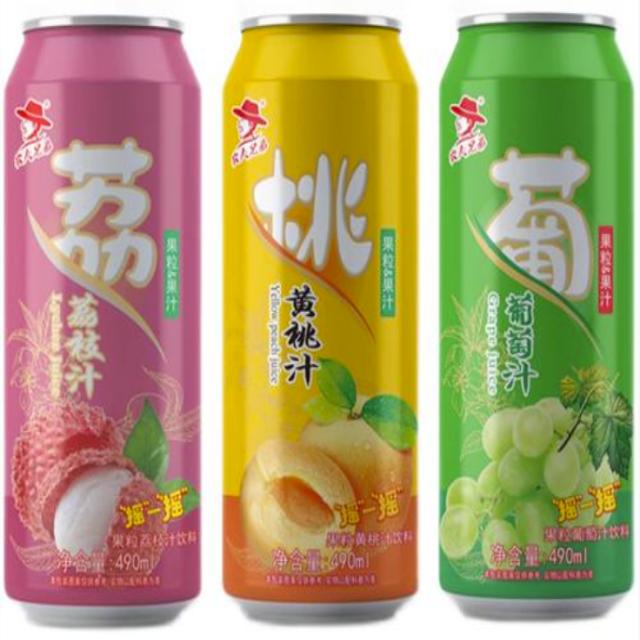 荔
果粒&果汁
荔枝汁
"摇一摇"
果粒荔枝汁饮料
净含量:490ml
桃
果粒&果汁
黄桃汁
Yellow peach juice
"摇一摇"
果粒黄桃汁饮料
净含量:490ml
葡
果粒&果汁
葡萄汁
Grape juice
"摇一摇"
果粒葡萄汁饮料
净含量:490ml